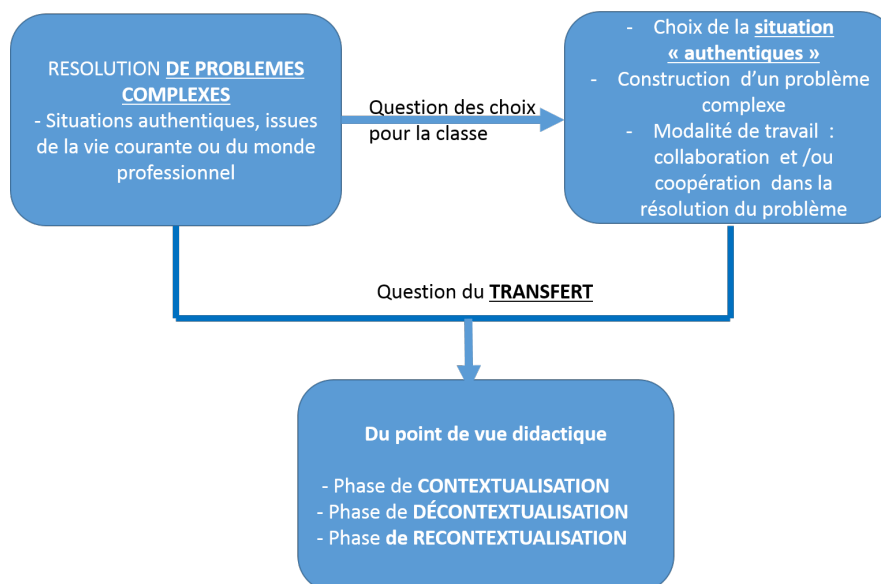 RESOLUTION DE PROBLEMES
COMPLEXES
- Situations authentiques, issues
de la vie courante ou du monde
professionnel
Question des choix
pour la classe
- Choix de la situation
« authentiques »
- Construction d’un problème
complexe
- Modalité de travail :
collaboration et /ou
coopération dans la
résolution du problème
Question du TRANSFERT
Du point de vue didactique
- Phase de CONTEXTUALISATION
- Phase de DÉCONTEXTUALISATION
- Phase de RECONTEXTUALISATION